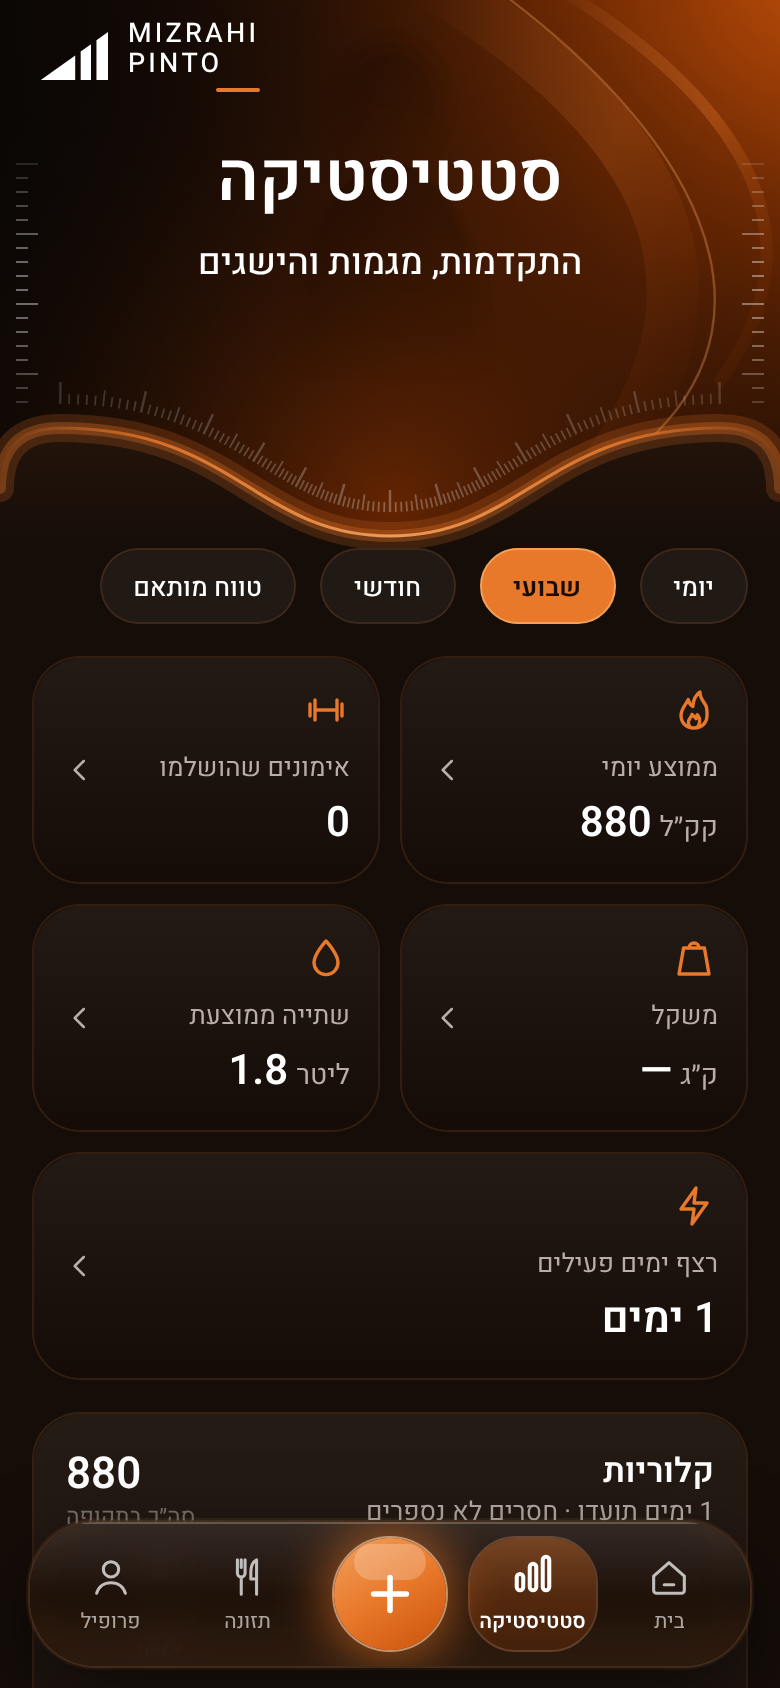 MIZRAHI
PINTO
סטטיסטיקה
התקדמות, מגמות והישגים
יומי
שבועי
חודשי
טווח מותאם
ממוצע יומי
880 קק״ל
אימונים שהושלמו
0
משקל
— ק״ג
שתייה ממוצעת
1.8 ליטר
רצף ימים פעילים
1 ימים
קלוריות
880
1 ימים תועדו · חסרים לא נספרים
סה״כ בתקופה
בית
סטטיסטיקה
תזונה
פרופיל